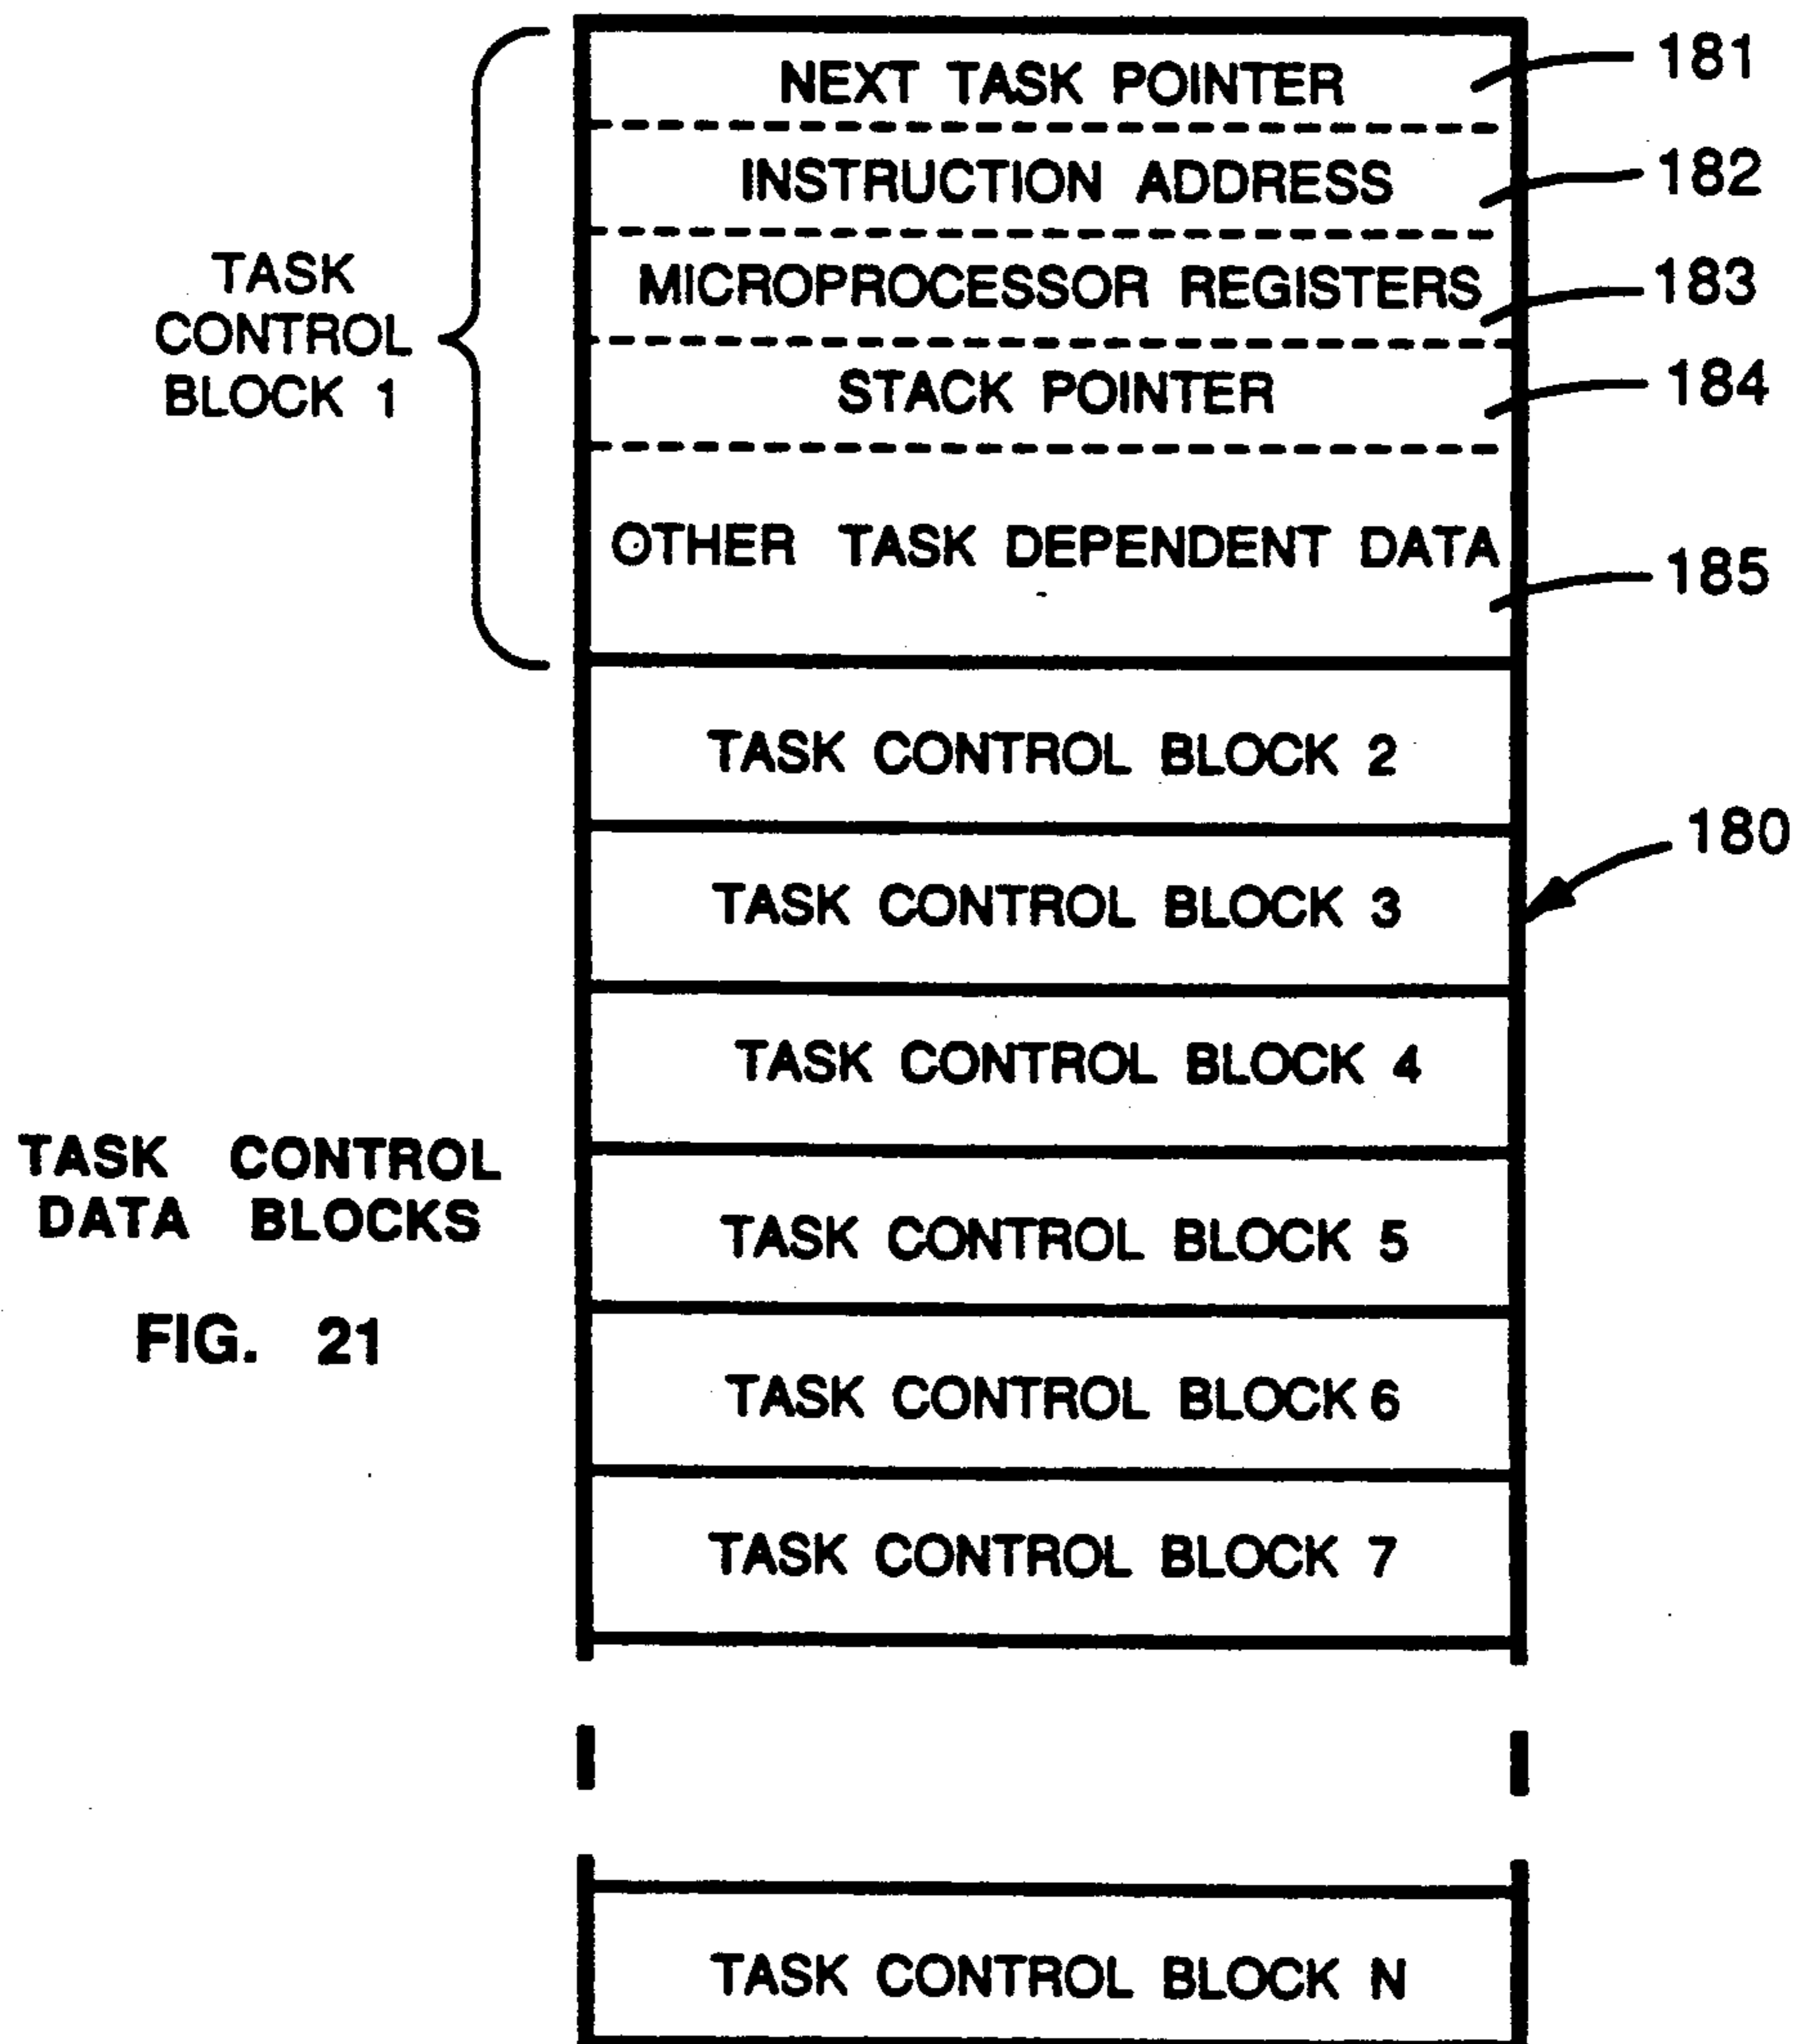 NEXT TASK POINTER
181
INSTRUCTION ADDRESS
182
MICROPROCESSOR REGISTERS
183
STACK POINTER
184
OTHER TASK DEPENDENT DATA
185
TASK
CONTROL
BLOCK 1
TASK CONTROL BLOCK 2
180
TASK CONTROL BLOCK 3
TASK CONTROL BLOCK 4
TASK CONTROL BLOCK 5
TASK CONTROL BLOCK 6
TASK CONTROL BLOCK 7
TASK CONTROL BLOCK N
TASK CONTROL
DATA BLOCKS
FIG. 21